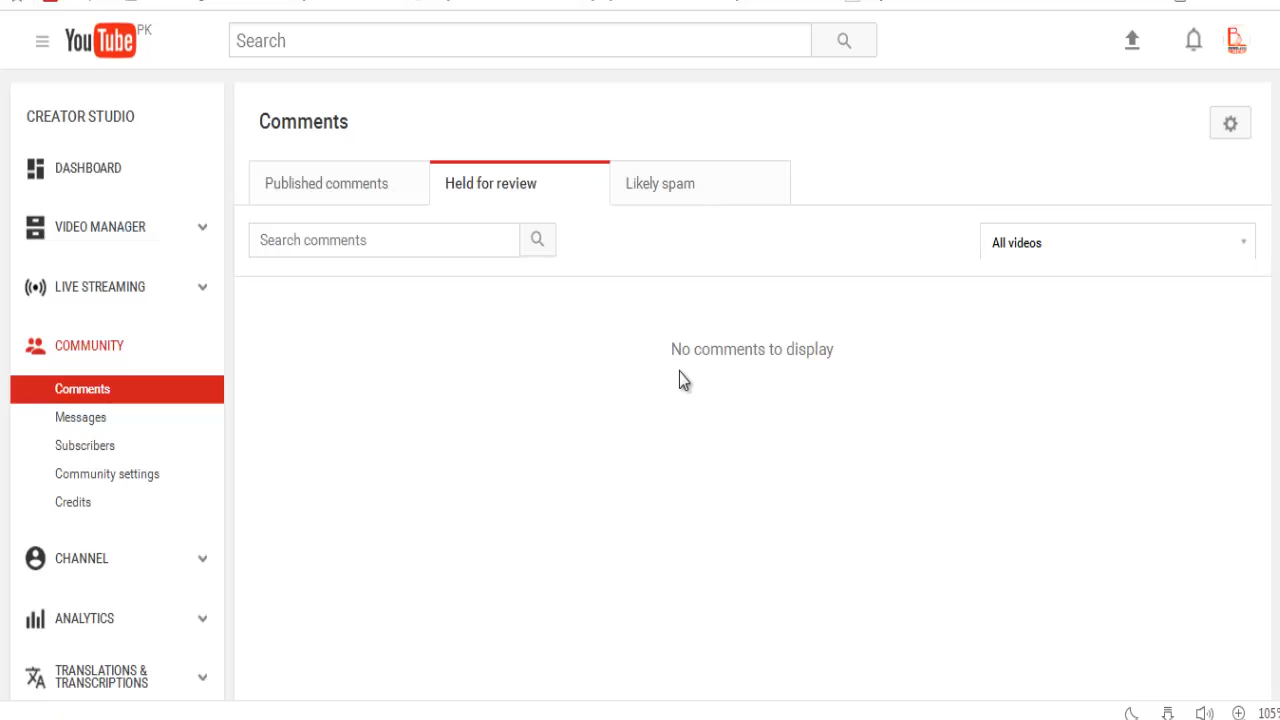 YouTube PK
Search
CREATOR STUDIO
DASHBOARD
VIDEO MANAGER
LIVE STREAMING
COMMUNITY
Comments
Messages
Subscribers
Community settings
Credits
CHANNEL
ANALYTICS
TRANSLATIONS &
TRANSCRIPTIONS
Comments
Published comments
Held for review
Likely spam
Search comments
All videos
No comments to display
105%